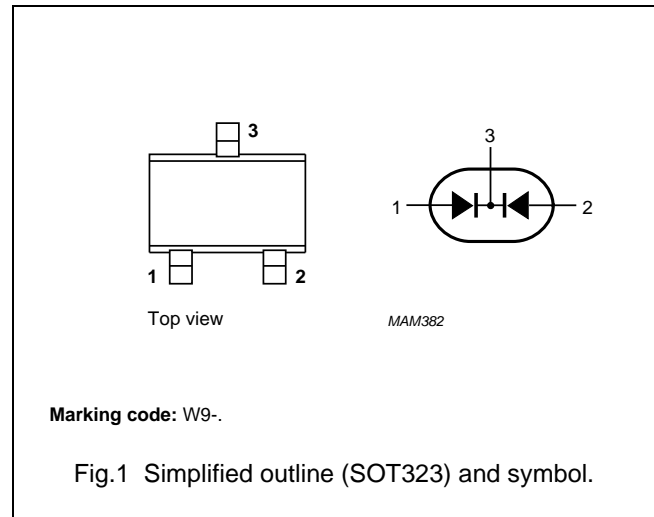 3
3
1
2
1
2
Top view
MAM382
Marking code: W9-.
Fig.1 Simplified outline (SOT323) and symbol.